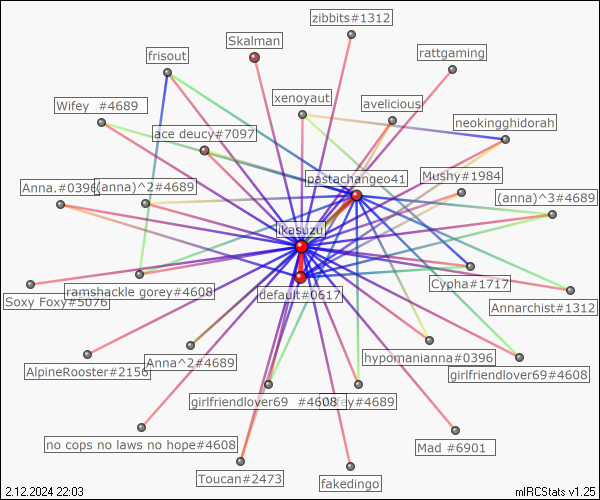 zibbits#1312
Skalman
frisout
rattgaming
xenoyaut
avelicious
Wifey  #4689
neokingghidorah
ace deucy#7097
pastachangeo41
Mushy#1984
Anna.#0396
(anna)^2#4689
(anna)^3#4689
ikasuzu
Cypha#1717
ramshackle gorey#4608
default#0617
Soxy Foxy#5076
Annarchist#1312
hypomanianna#0396
Anna^2#4689
AlpineRooster#2156
girlfriendlover69#4608
girlfriendlover69  #4608
Wifey#4689
no cops no laws no hope#4608
Mad #6901
Toucan#2473
fakedingo
2.12.2024 22:03
mIRCStats v1.25